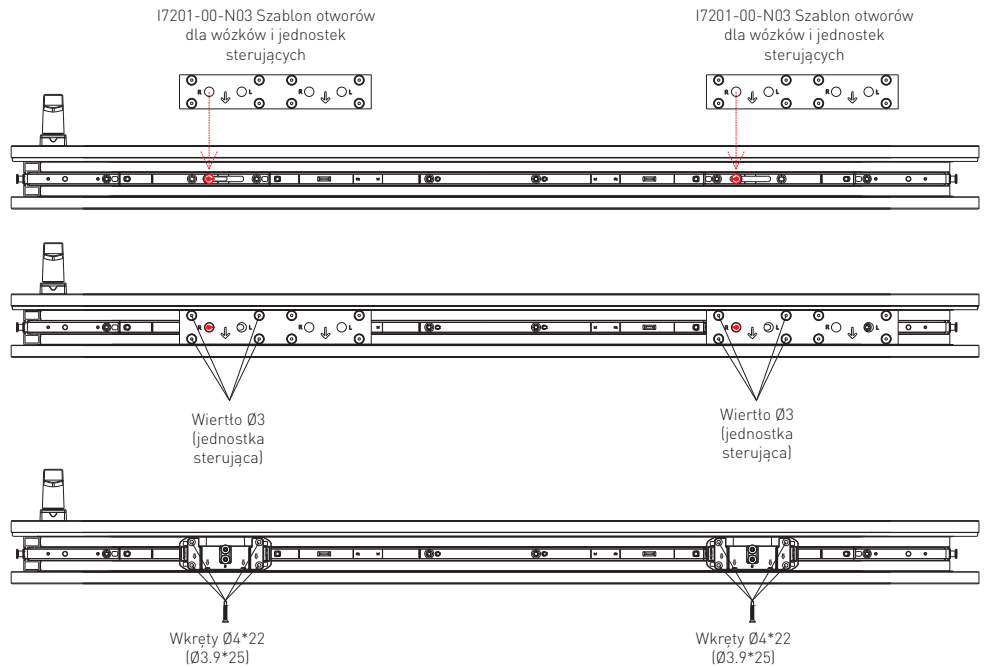 I7201-00-N03 Szablon otworów
dla wózków i jednostek
sterujących
I7201-00-N03 Szablon otworów
dla wózków i jednostek
sterujących
R L R L
R L R L
R L R L
R L R L
Wiertło Ø3
(jednostka
sterująca)
Wiertło Ø3
(jednostka
sterująca)
Wkręty Ø4*22
(Ø3.9*25)
Wkręty Ø4*22
(Ø3.9*25)